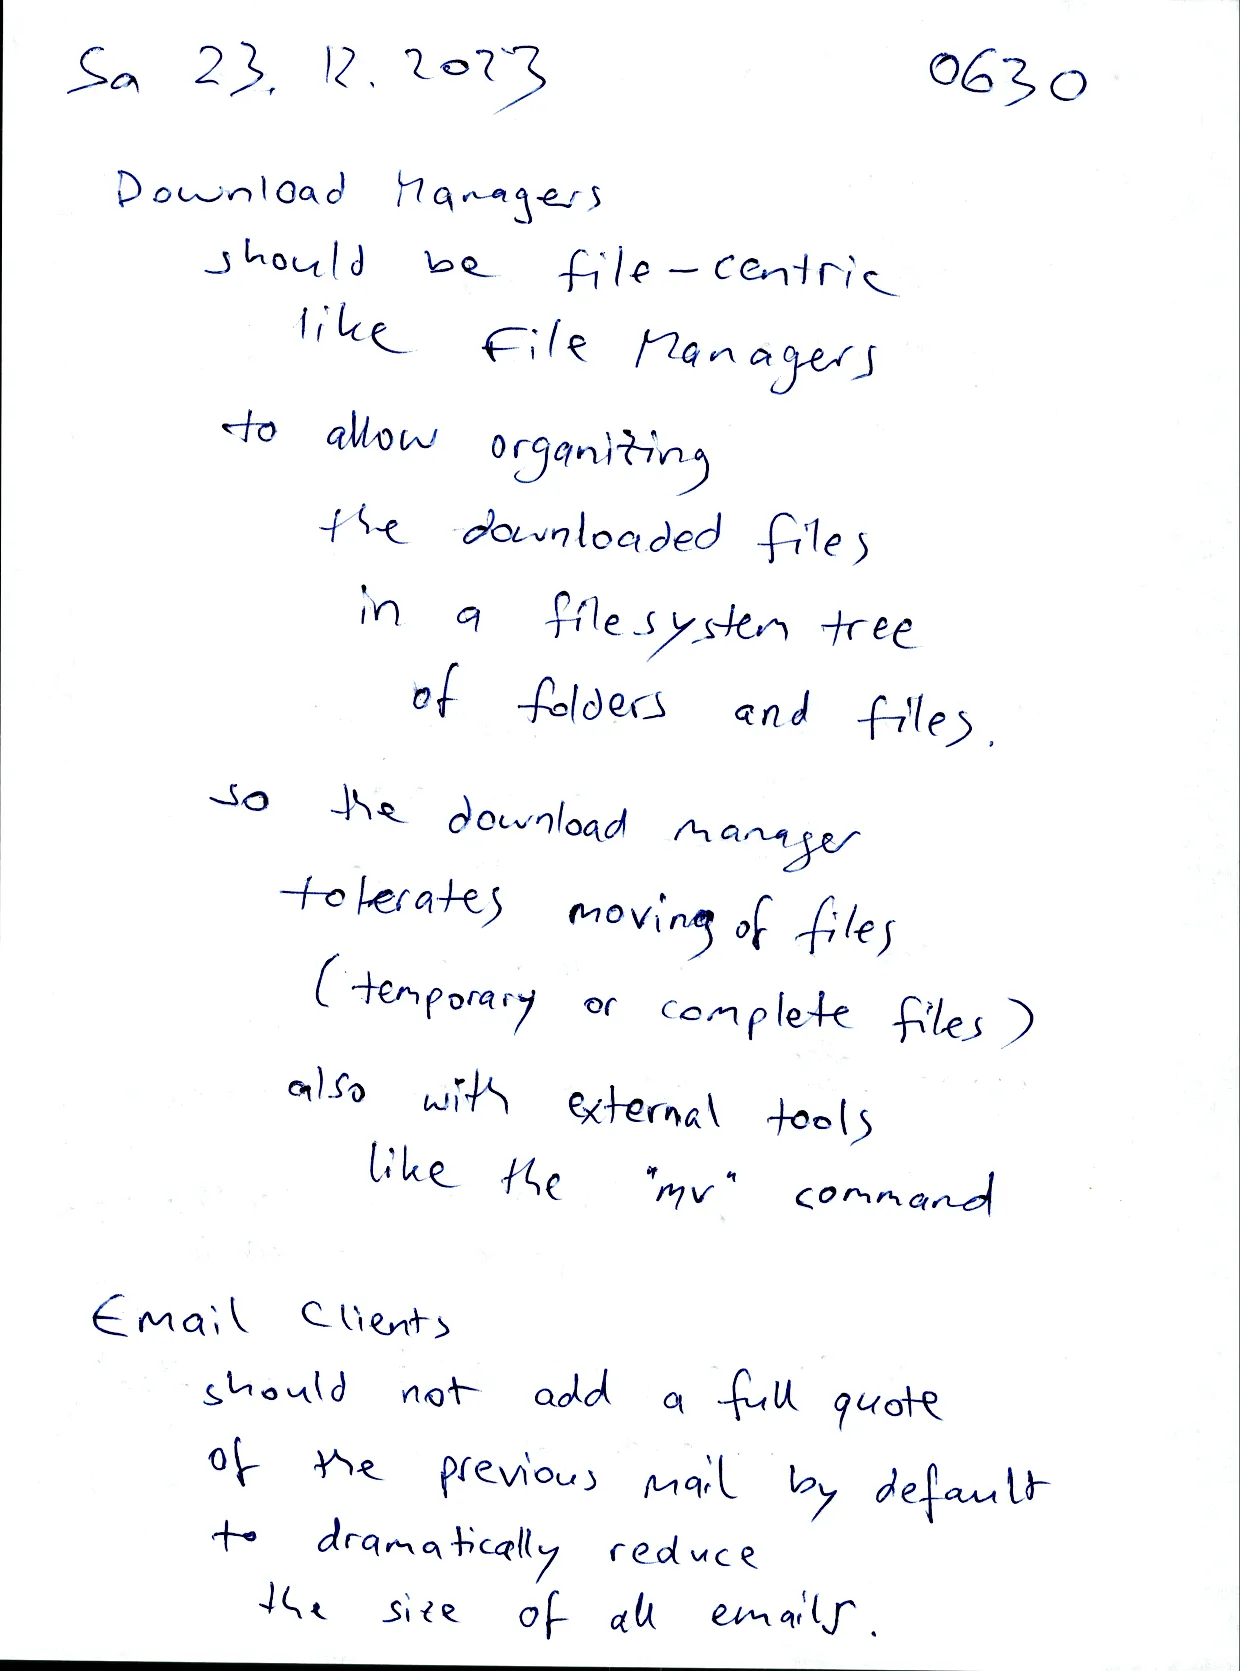 Sa 23. 12. 2023 0630
Download Managers
should be file-centric
like File Managers
to allow organizing
the downloaded files
in a filesystem tree
of folders and files.
so the download manager
tolerates moving of files
(temporary or complete files)
also with external tools
like the "mv" command
Email Clients
should not add a full quote
of the previous mail by default
to dramatically reduce
the size of all emails.